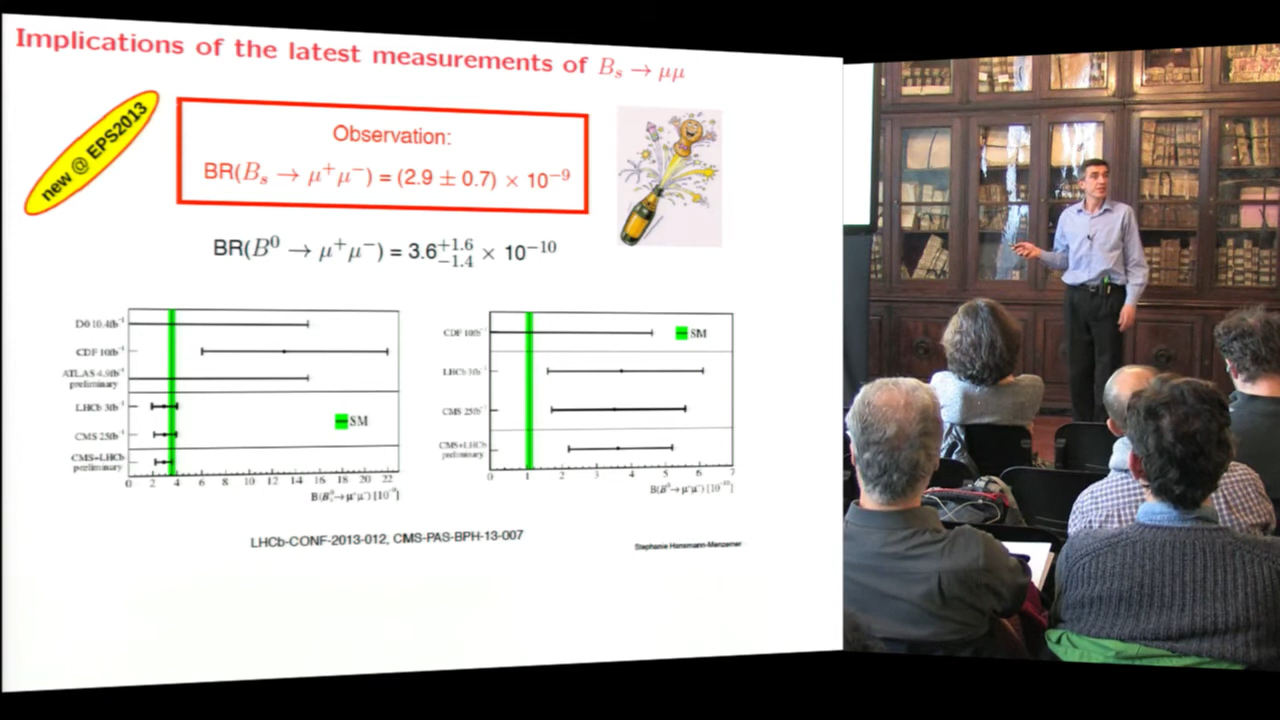 Implications of the latest measurements of Bₛ → μμ
new @ EPS2013
Observation:
BR(Bₛ → μ⁺μ⁻) = (2.9 ± 0.7) × 10⁻⁹
BR(B⁰ → μ⁺μ⁻) = 3.6 +1.6 −1.4 × 10⁻¹⁰
D0 10.4fb⁻¹
CDF 10fb⁻¹
ATLAS 4.9fb⁻¹
preliminary
LHCb 3fb⁻¹
CMS 25fb⁻¹
CMS+LHCb
preliminary
SM
0 2 4 6 8 10 12 14 16 18 20 22
B(B⁰ₛ→μ⁺μ⁻) [10⁻⁹]
CDF 10fb⁻¹
LHCb 3fb⁻¹
CMS 25fb⁻¹
CMS+LHCb
preliminary
SM
0 1 2 3 4 5 6 7
B(B⁰→μ⁺μ⁻) [10⁻¹⁰]
LHCb-CONF-2013-012, CMS-PAS-BPH-13-007
Stephanie Hansmann-Menzemer